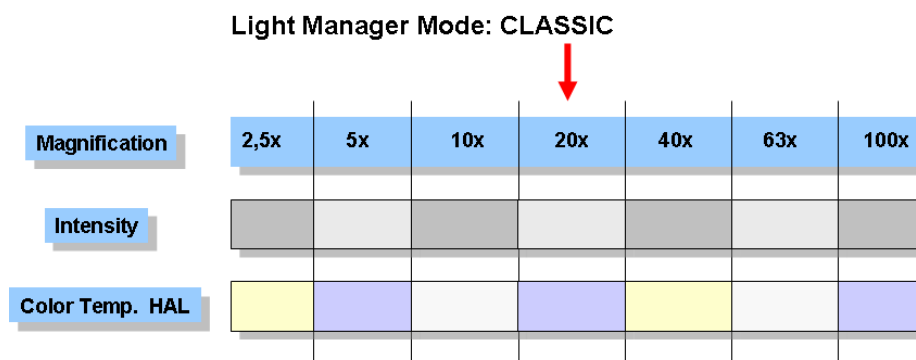 Light Manager Mode: CLASSIC
Magnification 2,5x 5x 10x 20x 40x 63x 100x
Intensity
Color Temp. HAL